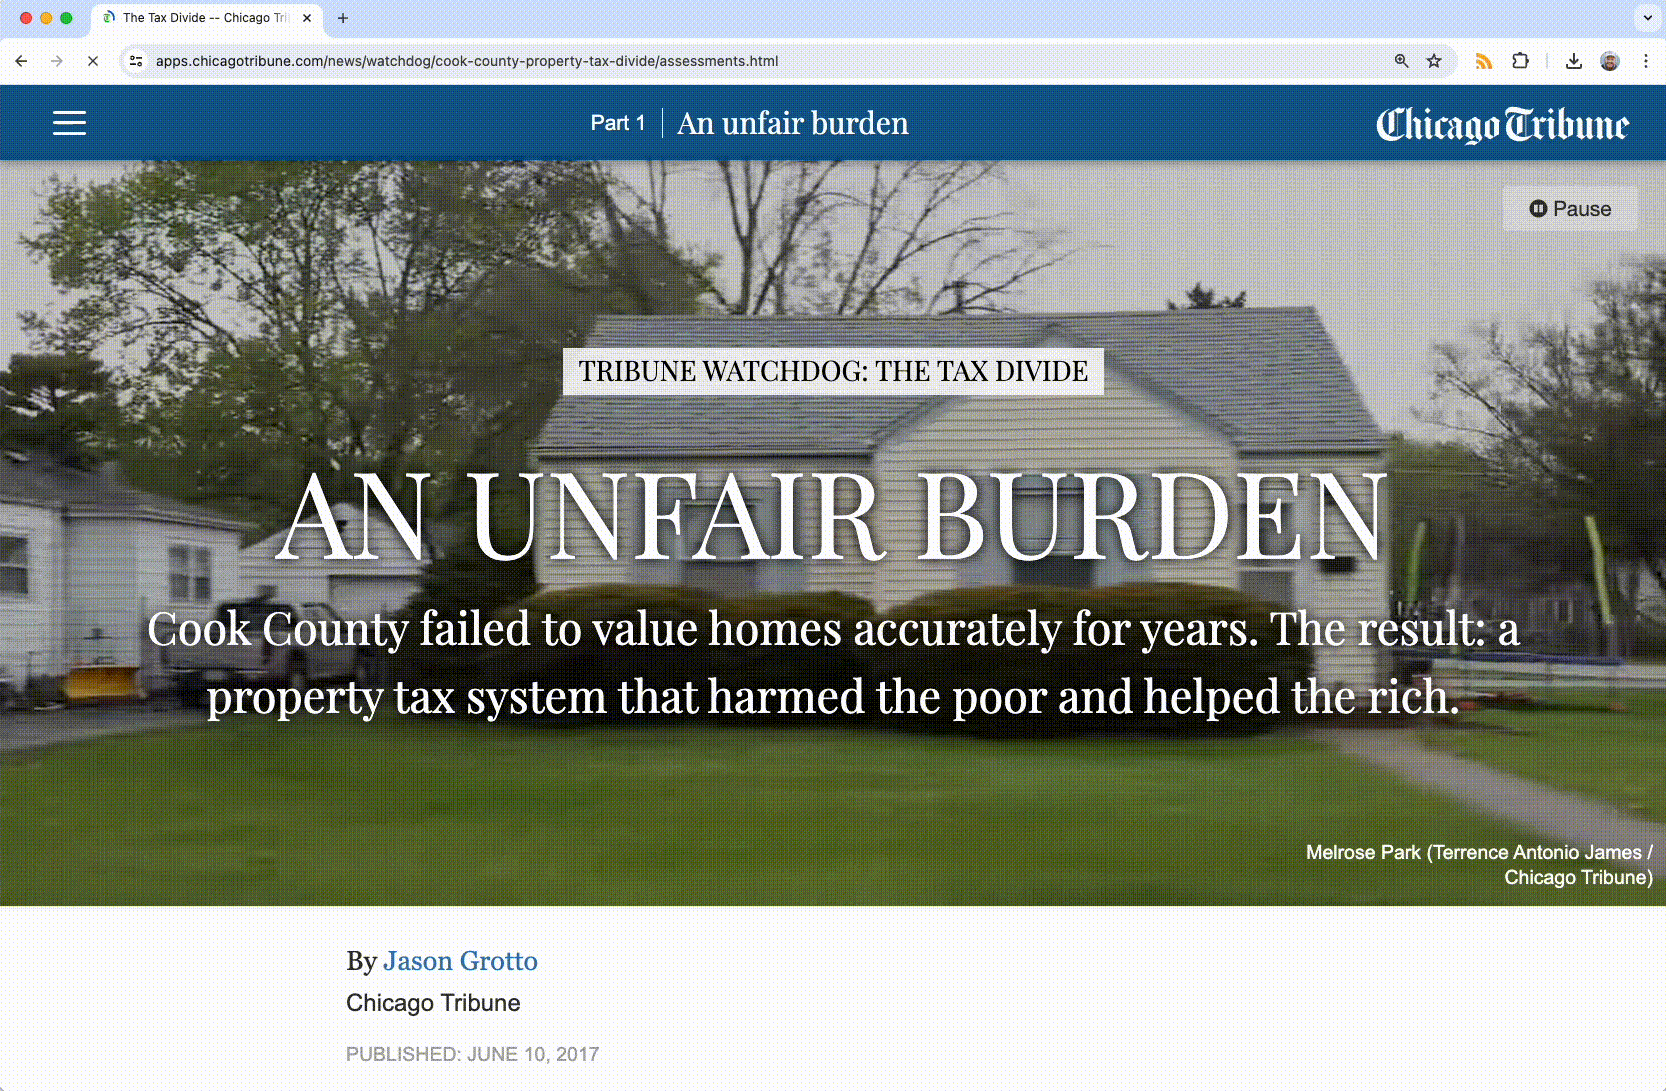 The Tax Divide -- Chicago Tri
apps.chicagotribune.com/news/watchdog/cook-county-property-tax-divide/assessments.html
Part 1 | An unfair burden
Chicago Tribune
Pause
TRIBUNE WATCHDOG: THE TAX DIVIDE
AN UNFAIR BURDEN
Cook County failed to value homes accurately for years. The result: a
property tax system that harmed the poor and helped the rich.
Melrose Park (Terrence Antonio James /
Chicago Tribune)
By Jason Grotto
Chicago Tribune
PUBLISHED: JUNE 10, 2017